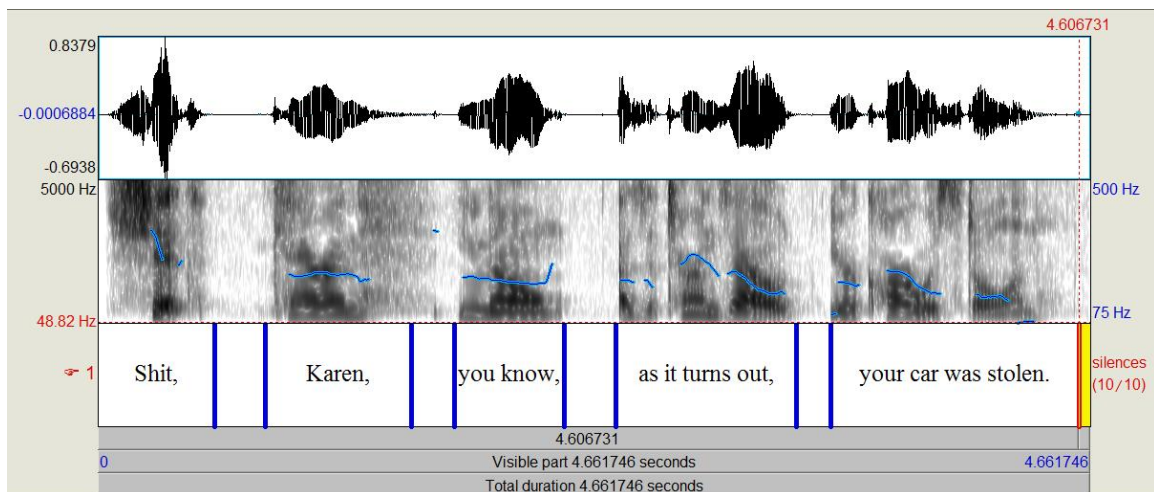 4.606731
0.8379
-0.0006884
-0.6938
5000 Hz
500 Hz
48.82 Hz
75 Hz
☞ 1
Shit,
Karen,
you know,
as it turns out,
your car was stolen.
silences
(10/10)
4.606731
0
Visible part 4.661746 seconds
4.661746
Total duration 4.661746 seconds